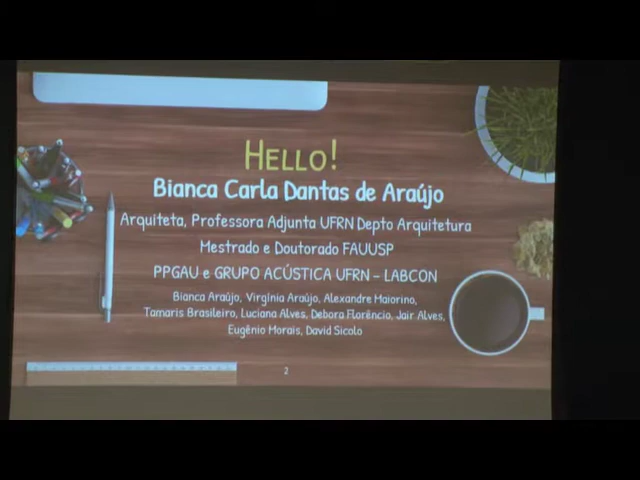 HELLO!
Bianca Carla Dantas de Araújo
Arquiteta, Professora Adjunta UFRN Depto Arquitetura
Mestrado e Doutorado FAUUSP
PPGAU e GRUPO ACÚSTICA UFRN – LABCON
Bianca Araújo, Virgínia Araújo, Alexandre Maiorino,
Tamaris Brasileiro, Luciana Alves, Debora Florêncio, Jair Alves,
Eugênio Morais, David Sicolo
2